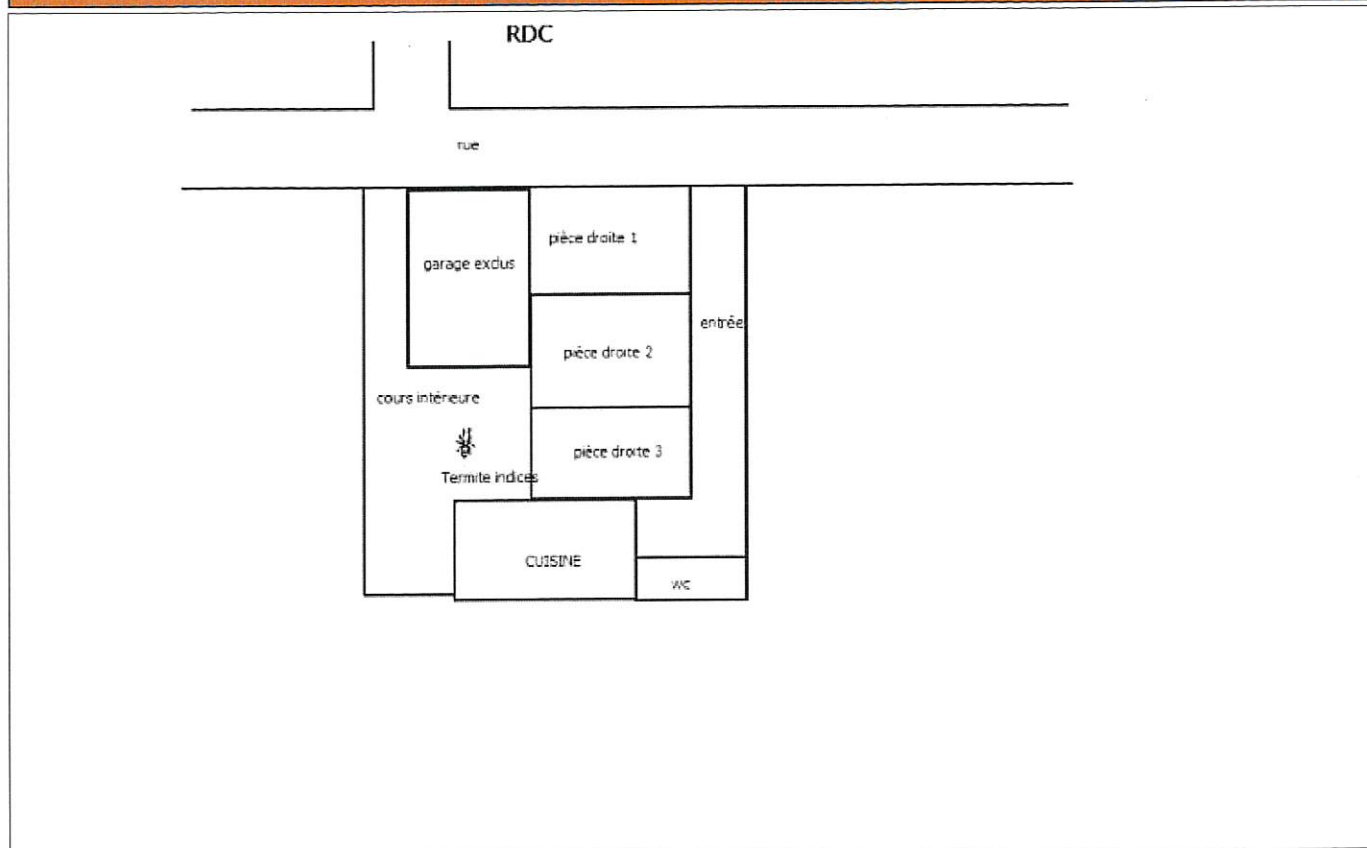 RDC
rue
pièce droite 1
garage exclus
entrée
pièce droite 2
cours intérieure
pièce droite 3
Termite indices
CUISINE
wc